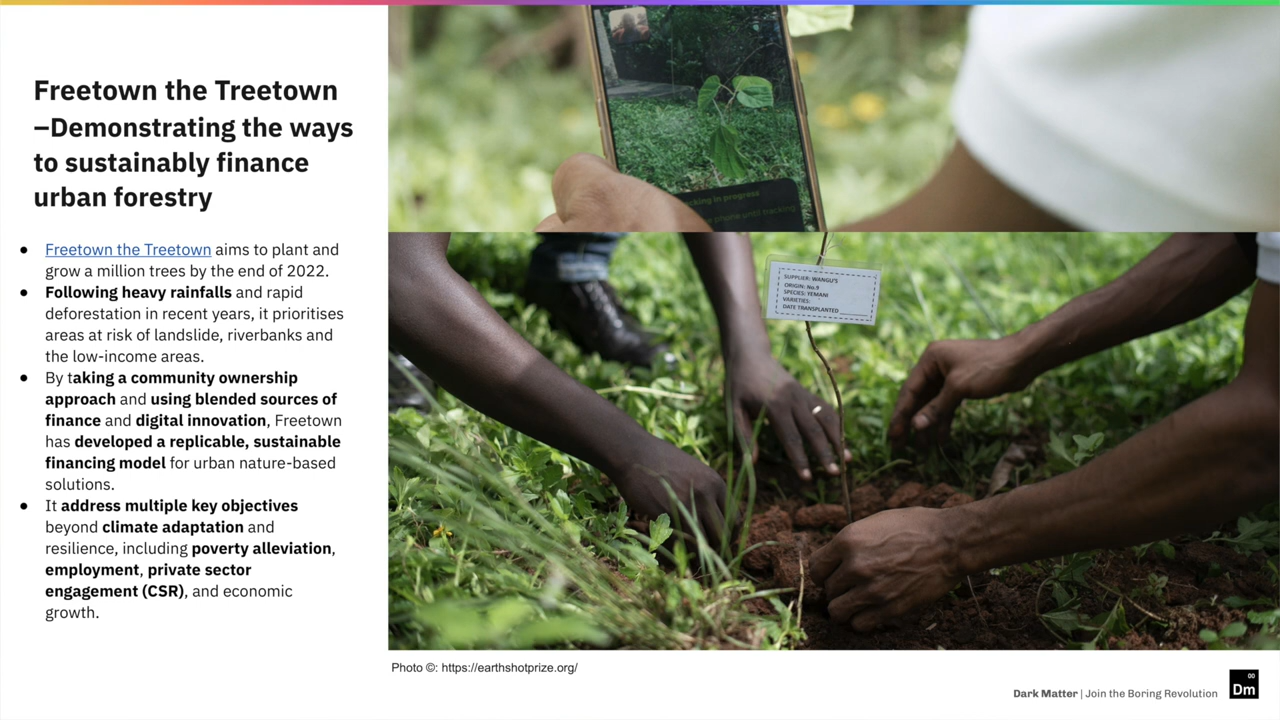 Freetown the Treetown
–Demonstrating the ways
to sustainably finance
urban forestry
● Freetown the Treetown aims to plant and
grow a million trees by the end of 2022.
● Following heavy rainfalls and rapid
deforestation in recent years, it prioritises
areas at risk of landslide, riverbanks and
the low-income areas.
● By taking a community ownership
approach and using blended sources of
finance and digital innovation, Freetown
has developed a replicable, sustainable
financing model for urban nature-based
solutions.
● It address multiple key objectives
beyond climate adaptation and
resilience, including poverty alleviation,
employment, private sector
engagement (CSR), and economic
growth.
in progress
phone until tracking
SUPPLIER: WANGU'S
ORIGIN: No.9
SPECIES: YEMANI
VARIETIES:
DATE TRANSPLANTED
Photo ©: https://earthshotprize.org/
Dark Matter | Join the Boring Revolution
00
Dm